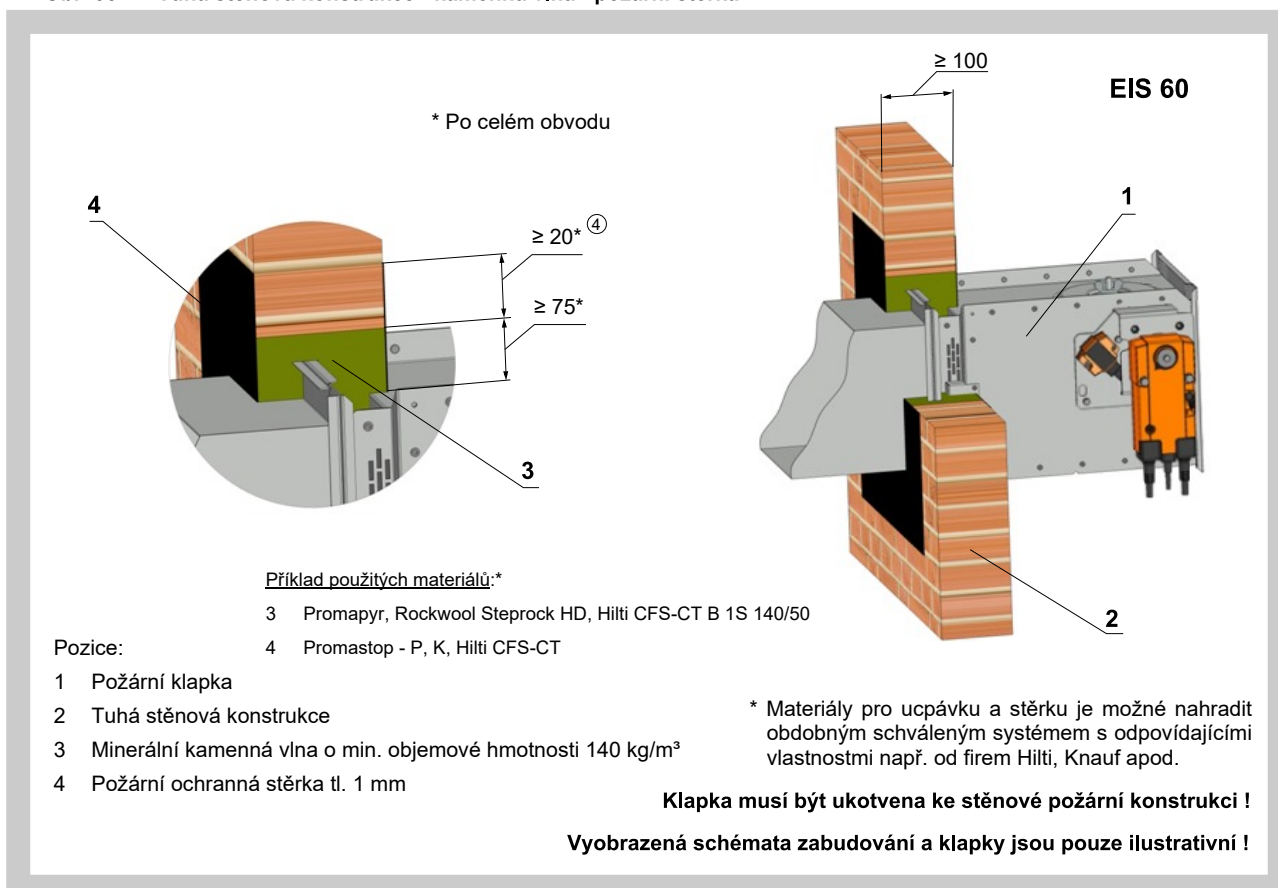 ≥ 100
EIS 60
* Po celém obvodu
1
4
≥ 20* ④
≥ 75*
3
2
Příklad použitých materiálů:*
3 Promapyr, Rockwool Steprock HD, Hilti CFS-CT B 1S 140/50
4 Promastop - P, K, Hilti CFS-CT
Pozice:
1 Požární klapka
2 Tuhá stěnová konstrukce
3 Minerální kamenná vlna o min. objemové hmotnosti 140 kg/m³
4 Požární ochranná stěrka tl. 1 mm
* Materiály pro ucpávku a stěrku je možné nahradit
obdobným schváleným systémem s odpovídajícími
vlastnostmi např. od firem Hilti, Knauf apod.
Klapka musí být ukotvena ke stěnové požární konstrukci !
Vyobrazená schémata zabudování a klapky jsou pouze ilustrativní !